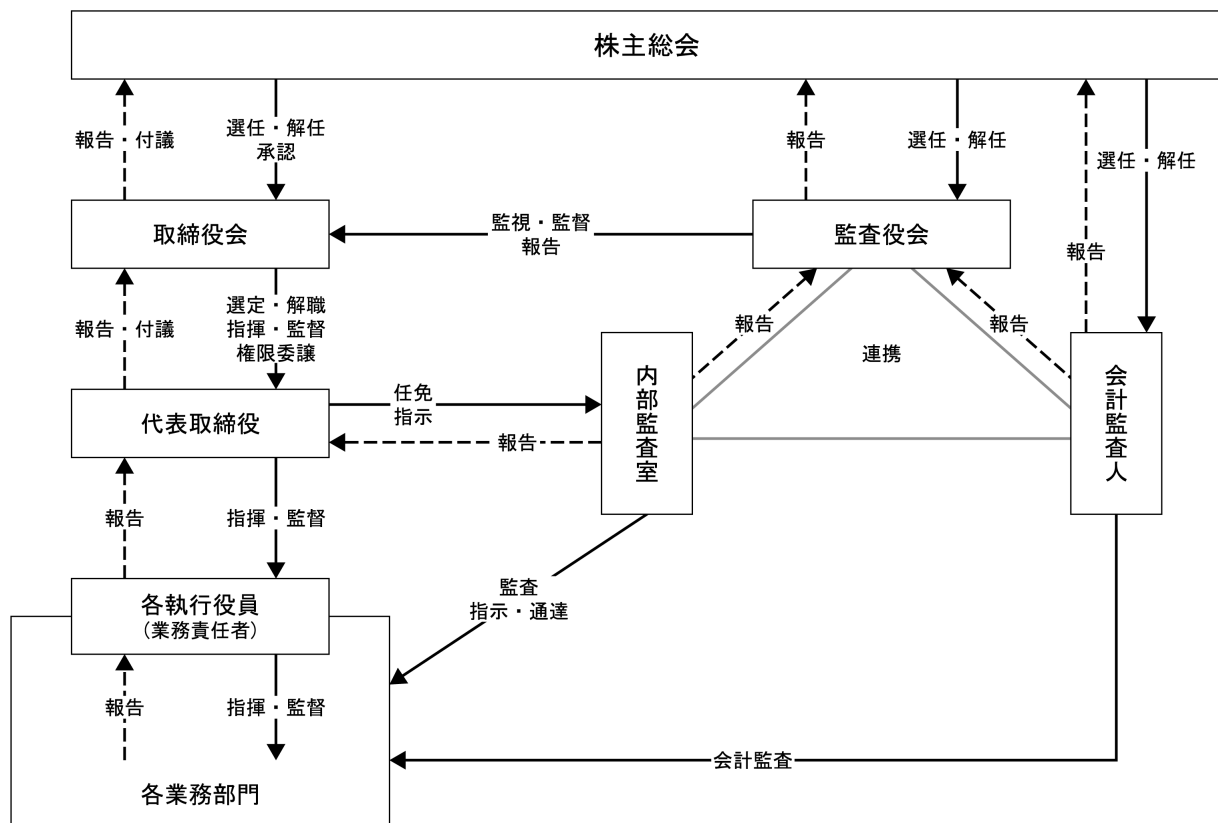 株主総会
報告・付議
選任・解任
承認
報告
選任・解任
選任・解任
取締役会
監視・監督
報告
監査役会
報告
報告・付議
選定・解職
指揮・監督
権限委譲
報告
報告
連携
代表取締役
任免
指示
報告
内部監査室
会計監査人
報告
指揮・監督
監査
指示・通達
各執行役員
(業務責任者)
報告
指揮・監督
会計監査
各業務部門